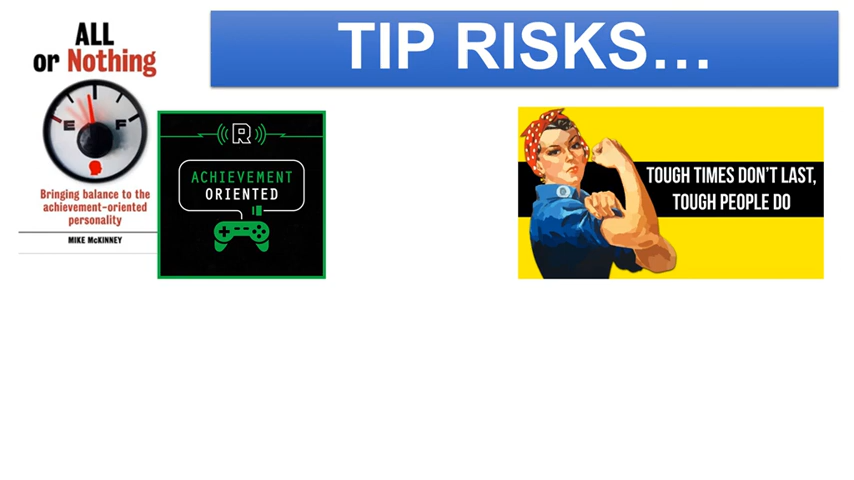 TIP RISKS...
ALL
or Nothing
E F
Bringing balance to the
achievement-oriented
personality
MIKE McKINNEY
R
ACHIEVEMENT
ORIENTED
TOUGH TIMES DON'T LAST,
TOUGH PEOPLE DO